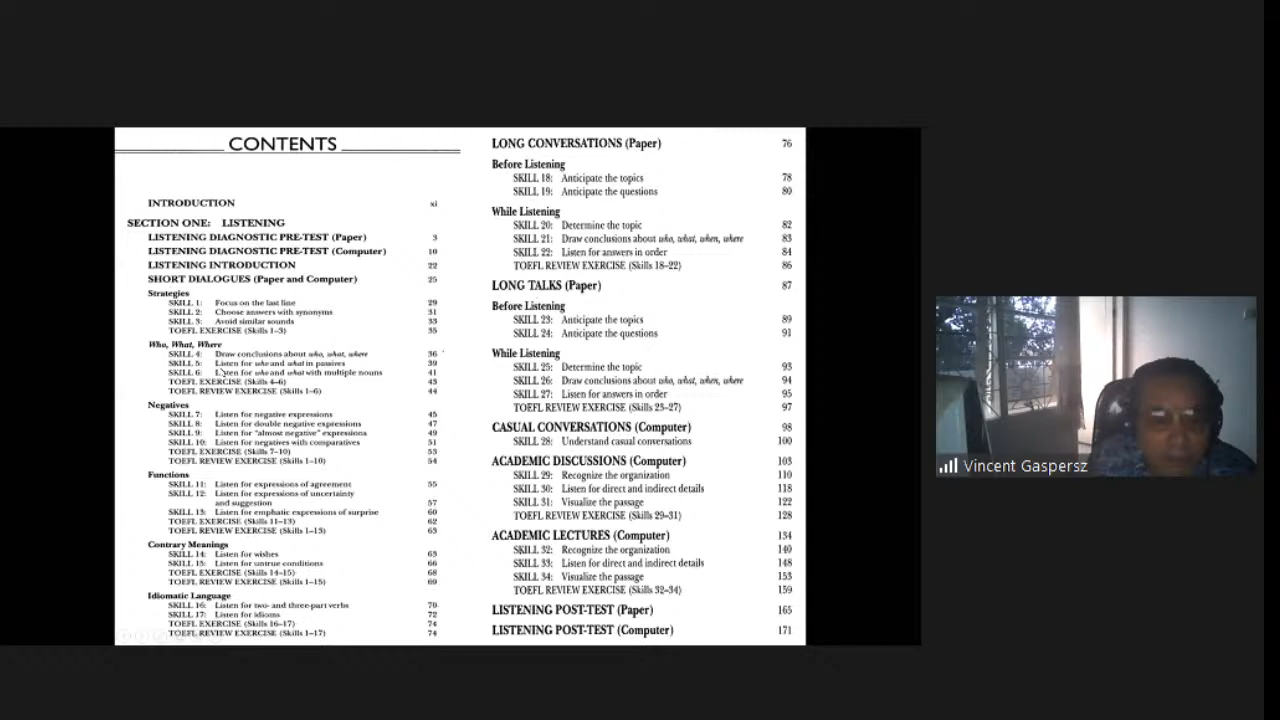 CONTENTS
INTRODUCTION xi
SECTION ONE: LISTENING
LISTENING DIAGNOSTIC PRE-TEST (Paper) 3
LISTENING DIAGNOSTIC PRE-TEST (Computer) 10
LISTENING INTRODUCTION 22
SHORT DIALOGUES (Paper and Computer) 25
Strategies
SKILL 1: Focus on the last line 29
SKILL 2: Choose answers with synonyms 31
SKILL 3: Avoid similar sounds 33
TOEFL EXERCISE (Skills 1–3) 35
Who, What, Where
SKILL 4: Draw conclusions about who, what, where 36
SKILL 5: Listen for who and what in passives 39
SKILL 6: Listen for who and what with multiple nouns 41
TOEFL EXERCISE (Skills 4–6) 43
TOEFL REVIEW EXERCISE (Skills 1–6) 44
Negatives
SKILL 7: Listen for negative expressions 45
SKILL 8: Listen for double negative expressions 47
SKILL 9: Listen for "almost negative" expressions 49
SKILL 10: Listen for negatives with comparatives 51
TOEFL EXERCISE (Skills 7–10) 53
TOEFL REVIEW EXERCISE (Skills 1–10) 54
Functions
SKILL 11: Listen for expressions of agreement 55
SKILL 12: Listen for expressions of uncertainty
and suggestion 57
SKILL 13: Listen for emphatic expressions of surprise 60
TOEFL EXERCISE (Skills 11–13) 62
TOEFL REVIEW EXERCISE (Skills 1–13) 63
Contrary Meanings
SKILL 14: Listen for wishes 63
SKILL 15: Listen for untrue conditions 66
TOEFL EXERCISE (Skills 14–15) 68
TOEFL REVIEW EXERCISE (Skills 1–15) 69
Idiomatic Language
SKILL 16: Listen for two- and three-part verbs 70
SKILL 17: Listen for idioms 72
TOEFL EXERCISE (Skills 16–17) 74
TOEFL REVIEW EXERCISE (Skills 1–17) 74
LONG CONVERSATIONS (Paper) 76
Before Listening
SKILL 18: Anticipate the topics 78
SKILL 19: Anticipate the questions 80
While Listening
SKILL 20: Determine the topic 82
SKILL 21: Draw conclusions about who, what, when, where 83
SKILL 22: Listen for answers in order 84
TOEFL REVIEW EXERCISE (Skills 18–22) 86
LONG TALKS (Paper) 87
Before Listening
SKILL 23: Anticipate the topics 89
SKILL 24: Anticipate the questions 91
While Listening
SKILL 25: Determine the topic 93
SKILL 26: Draw conclusions about who, what, when, where 94
SKILL 27: Listen for answers in order 95
TOEFL REVIEW EXERCISE (Skills 23–27) 97
CASUAL CONVERSATIONS (Computer) 98
SKILL 28: Understand casual conversations 100
ACADEMIC DISCUSSIONS (Computer) 103
SKILL 29: Recognize the organization 110
SKILL 30: Listen for direct and indirect details 118
SKILL 31: Visualize the passage 122
TOEFL REVIEW EXERCISE (Skills 29–31) 128
ACADEMIC LECTURES (Computer) 134
SKILL 32: Recognize the organization 140
SKILL 33: Listen for direct and indirect details 148
SKILL 34: Visualize the passage 153
TOEFL REVIEW EXERCISE (Skills 32–34) 159
LISTENING POST-TEST (Paper) 165
LISTENING POST-TEST (Computer) 171
Vincent Gaspersz